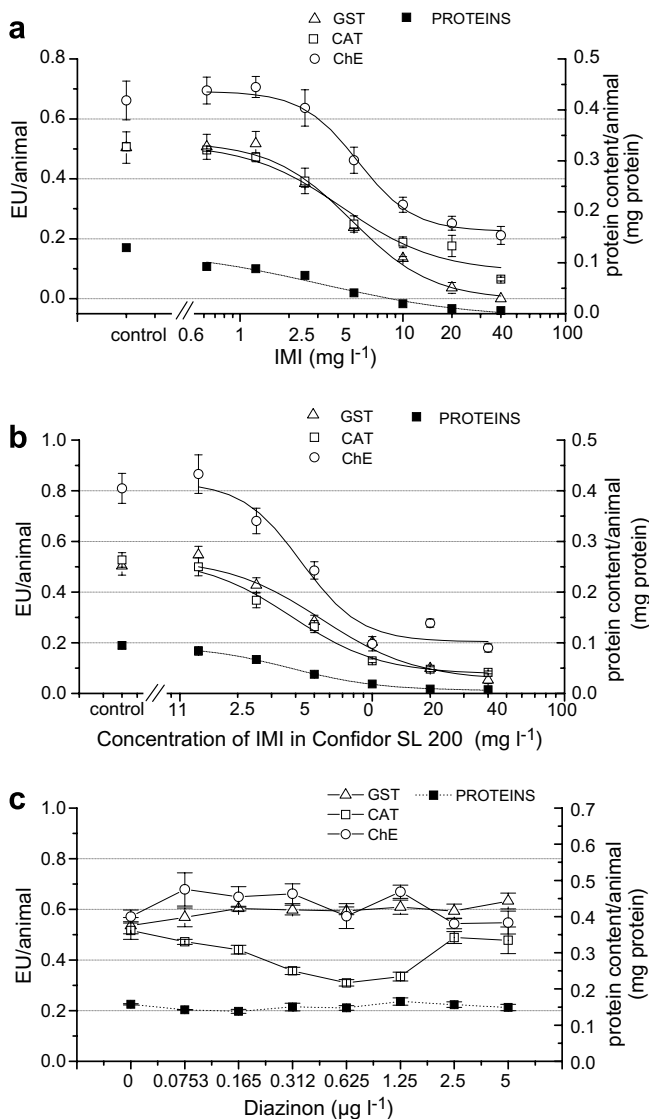 a
GST
PROTEINS
CAT
ChE
0.8
0.6
0.4
0.2
0.0
EU/animal
0.5
0.4
0.3
0.2
0.1
0.0
protein content/animal
(mg protein)
control 0.6 1 2.5 5 10 20 40 100
IMI (mg l⁻¹)
b
GST
PROTEINS
CAT
ChE
1.0
0.8
0.6
0.4
0.2
0.0
EU/animal
0.5
0.4
0.3
0.2
0.1
0.0
protein content/animal
(mg protein)
control 11 2.5 5 0 20 40 100
Concentration of IMI in Confidor SL 200 (mg l⁻¹)
c
GST
PROTEINS
CAT
ChE
1.0
0.8
0.6
0.4
0.2
0.0
EU/animal
0.7
0.6
0.5
0.4
0.3
0.2
0.1
0.0
protein content/animal
(mg protein)
0 0.0753 0.165 0.312 0.625 1.25 2.5 5
Diazinon (µg l⁻¹)